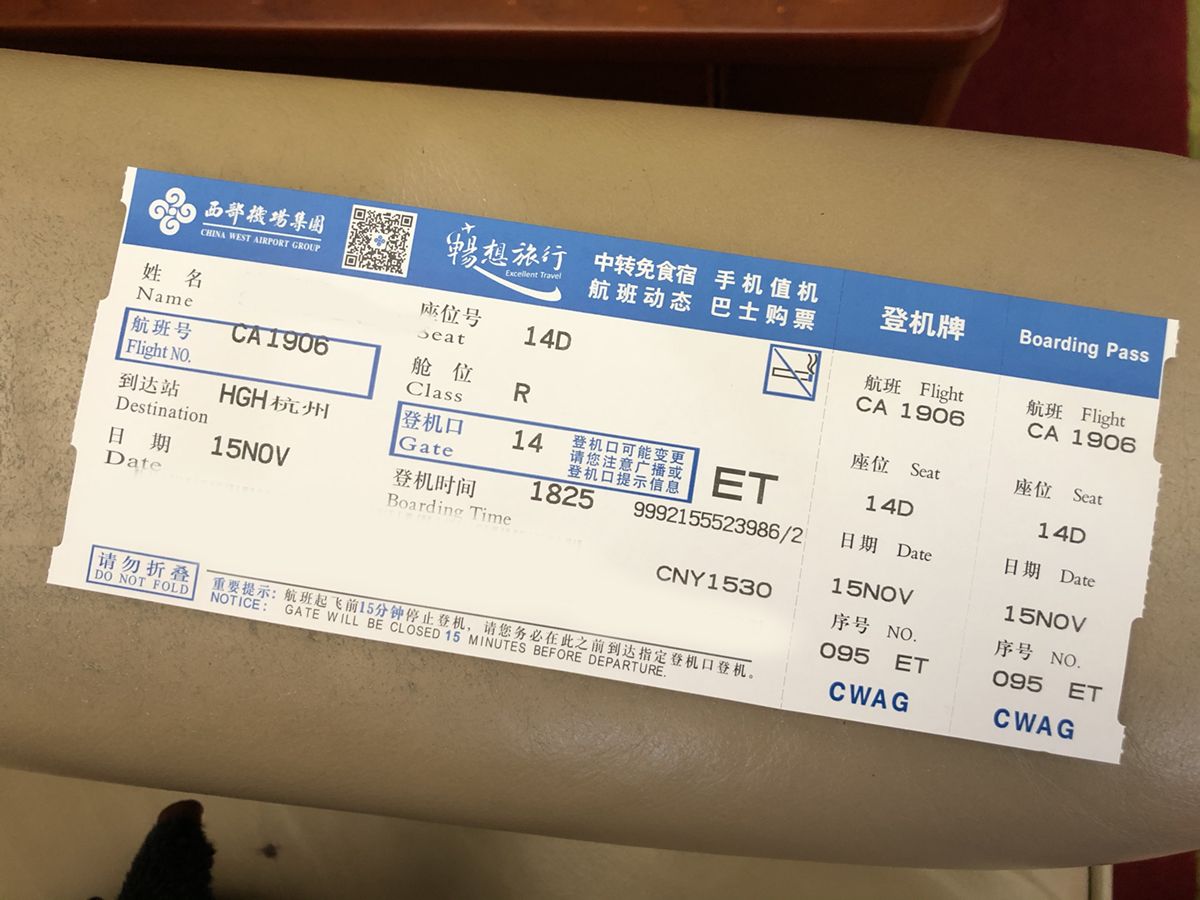 西部機場集團
CHINA WEST AIRPORT GROUP
暢想旅行
Excellent Travel
中转免食宿 手机值机
航班动态 巴士购票
登机牌
Boarding Pass
姓 名
Name
航班号 CA1906
Flight NO.
到达站 HGH杭州
Destination
日 期 15NOV
Date
座位号 14D
Seat
舱 位 R
Class
登机口 14
Gate
登机口可能变更
请您注意广播或
登机口提示信息
登机时间 1825
Boarding Time
ET
9992155523986/2
CNY1530
请勿折叠
DO NOT FOLD
重要提示：航班起飞前15分钟停止登机，请您务必在此之前到达指定登机口登机。
NOTICE： GATE WILL BE CLOSED 15 MINUTES BEFORE DEPARTURE.
航班 Flight
CA 1906
座位 Seat
14D
日期 Date
15NOV
序号 NO.
095 ET
CWAG
航班 Flight
CA 1906
座位 Seat
14D
日期 Date
15NOV
序号 NO.
095 ET
CWAG